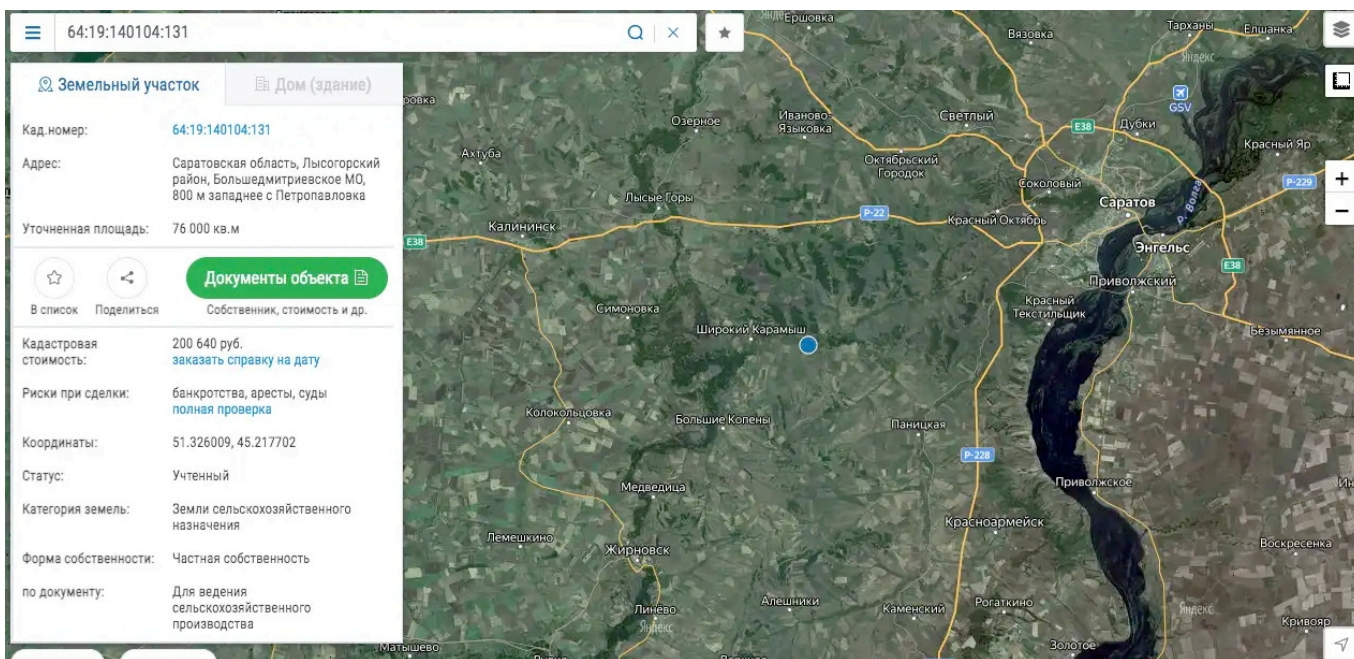 64:19:140104:131
Земельный участок
Дом (здание)
Кад.номер:
64:19:140104:131
Адрес:
Саратовская область, Лысогорский
район, Большедмитриевское МО,
800 м западнее с Петропавловка
Уточненная площадь:
76 000 кв.м
В список
Поделиться
Документы объекта
Собственник, стоимость и др.
Кадастровая
стоимость:
200 640 руб.
заказать справку на дату
Риски при сделки:
банкротства, аресты, суды
полная проверка
Координаты:
51.326009, 45.217702
Статус:
Учтенный
Категория земель:
Земли сельскохозяйственного
назначения
Форма собственности:
Частная собственность
по документу:
Для ведения
сельскохозяйственного
производства
Ершовка
Вязовка
Тарханы
Елшанка
Яндекс
GSV
Озерное
Иваново-
Языковка
Светлый
E38
Дубки
Красный Яр
Ахтуба
Октябрьский
Городок
Соколовый
Р-229
+
−
Лысые Горы
Саратов
р. Волга
Калининск
Р-22
Красный Октябрь
E38
Энгельс
E38
Приволжский
Симоновка
Красный
Текстильщик
Широкий Карамыш
Безымянное
Колокольцовка
Большие Копены
Паницкая
Р-228
Медведица
Приволжское
Красноармейск
Лемешкино
Жирновск
Воскресенка
Линёво
Яндекс
Алешники
Каменский
Рогаткино
Яндекс
Кривояр
Матышево
Золотое